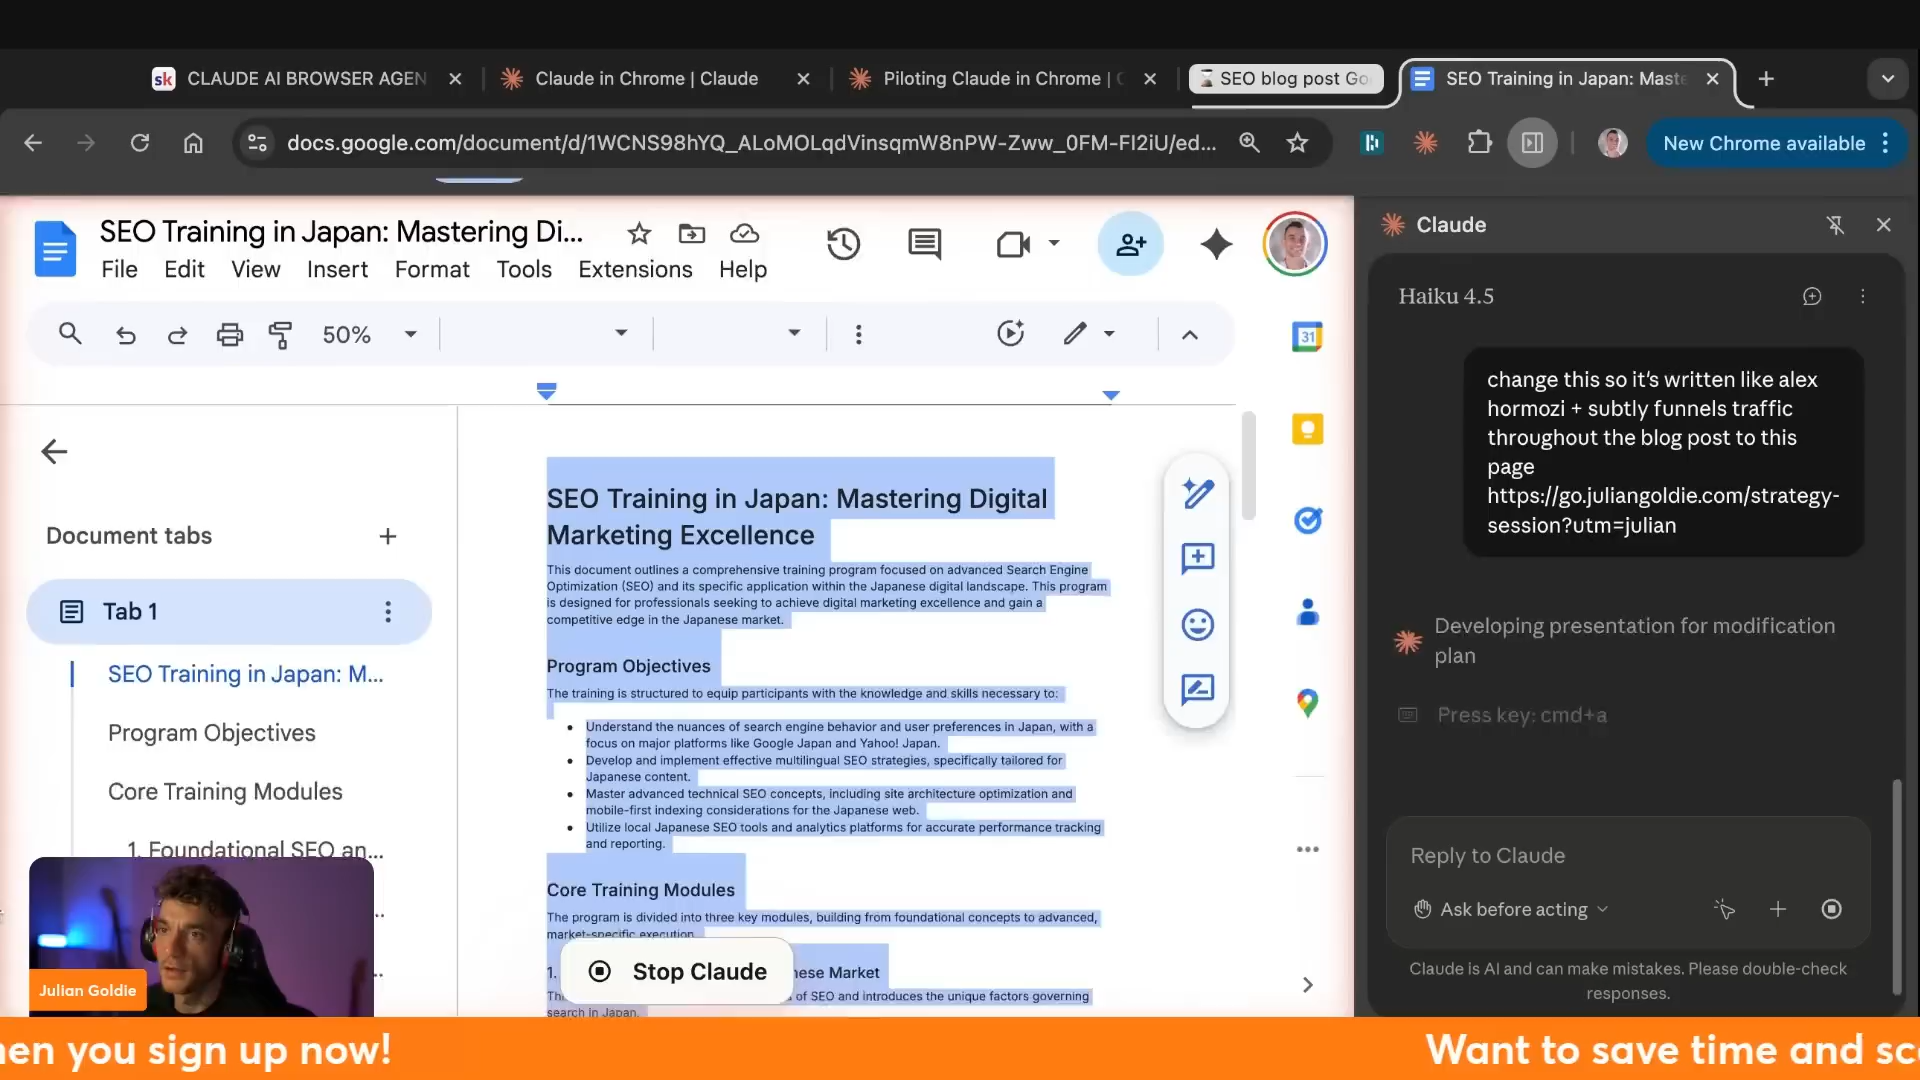 sk CLAUDE AI BROWSER AGEN
Claude in Chrome | Claude
Piloting Claude in Chrome | C
SEO blog post Go
SEO Training in Japan: Maste
docs.google.com/document/d/1WCNS98hYQ_ALoMOLqdVinsqmW8nPW-Zww_0FM-Fl2iU/ed...
New Chrome available
SEO Training in Japan: Mastering Di...
File Edit View Insert Format Tools Extensions Help
50%
31
Document tabs
Tab 1
SEO Training in Japan: M...
Program Objectives
Core Training Modules
1. Foundational SEO an...
SEO Training in Japan: Mastering Digital
Marketing Excellence
This document outlines a comprehensive training program focused on advanced Search Engine
Optimization (SEO) and its specific application within the Japanese digital landscape. This program
is designed for professionals seeking to achieve digital marketing excellence and gain a
competitive edge in the Japanese market.
Program Objectives
The training is structured to equip participants with the knowledge and skills necessary to:
• Understand the nuances of search engine behavior and user preferences in Japan, with a
focus on major platforms like Google Japan and Yahoo! Japan.
• Develop and implement effective multilingual SEO strategies, specifically tailored for
Japanese content.
• Master advanced technical SEO concepts, including site architecture optimization and
mobile-first indexing considerations for the Japanese web.
• Utilize local Japanese SEO tools and analytics platforms for accurate performance tracking
and reporting.
Core Training Modules
The program is divided into three key modules, building from foundational concepts to advanced,
market-specific execution.
1. nese Market
Th of SEO and introduces the unique factors governing
search in Japan.
Stop Claude
Claude
Haiku 4.5
change this so it's written like alex
hormozi + subtly funnels traffic
throughout the blog post to this
page
https://go.juliangoldie.com/strategy-
session?utm=julian
Developing presentation for modification
plan
Press key: cmd+a
Reply to Claude
Ask before acting
Claude is AI and can make mistakes. Please double-check
responses.
Julian Goldie
hen you sign up now!
Want to save time and sc